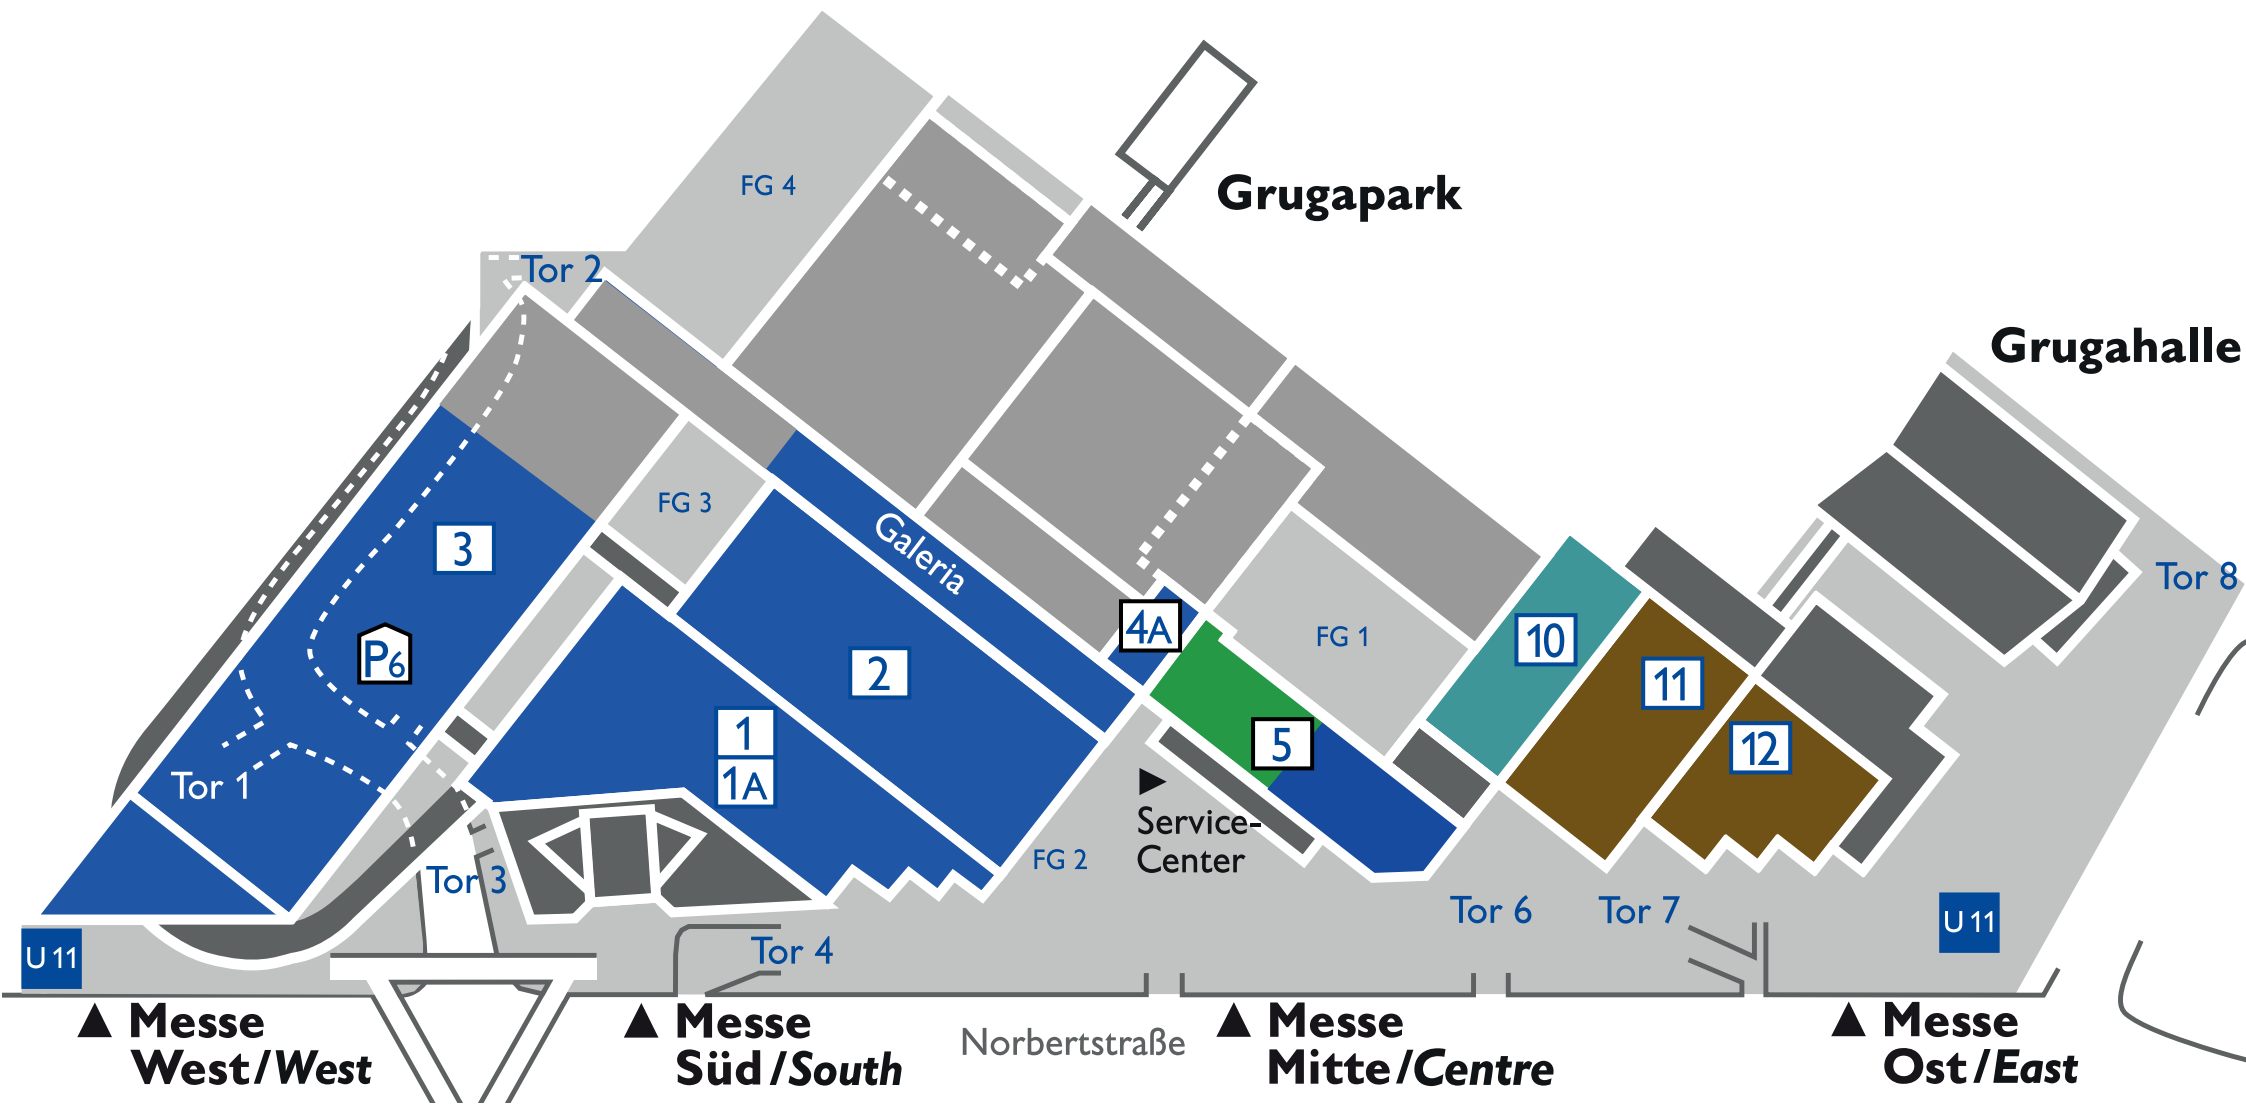 FG 4
Grugapark
Tor 2
Grugahalle
FG 3
3
Galeria
Tor 8
4A
FG 1
10
P6
2
11
1
5
12
1A
Tor 1
Service-
Center
FG 2
Tor 3
Tor 6
Tor 7
U 11
Tor 4
U 11
▲ Messe
West/West
▲ Messe
Süd/South
Norbertstraße
▲ Messe
Mitte/Centre
▲ Messe
Ost/East